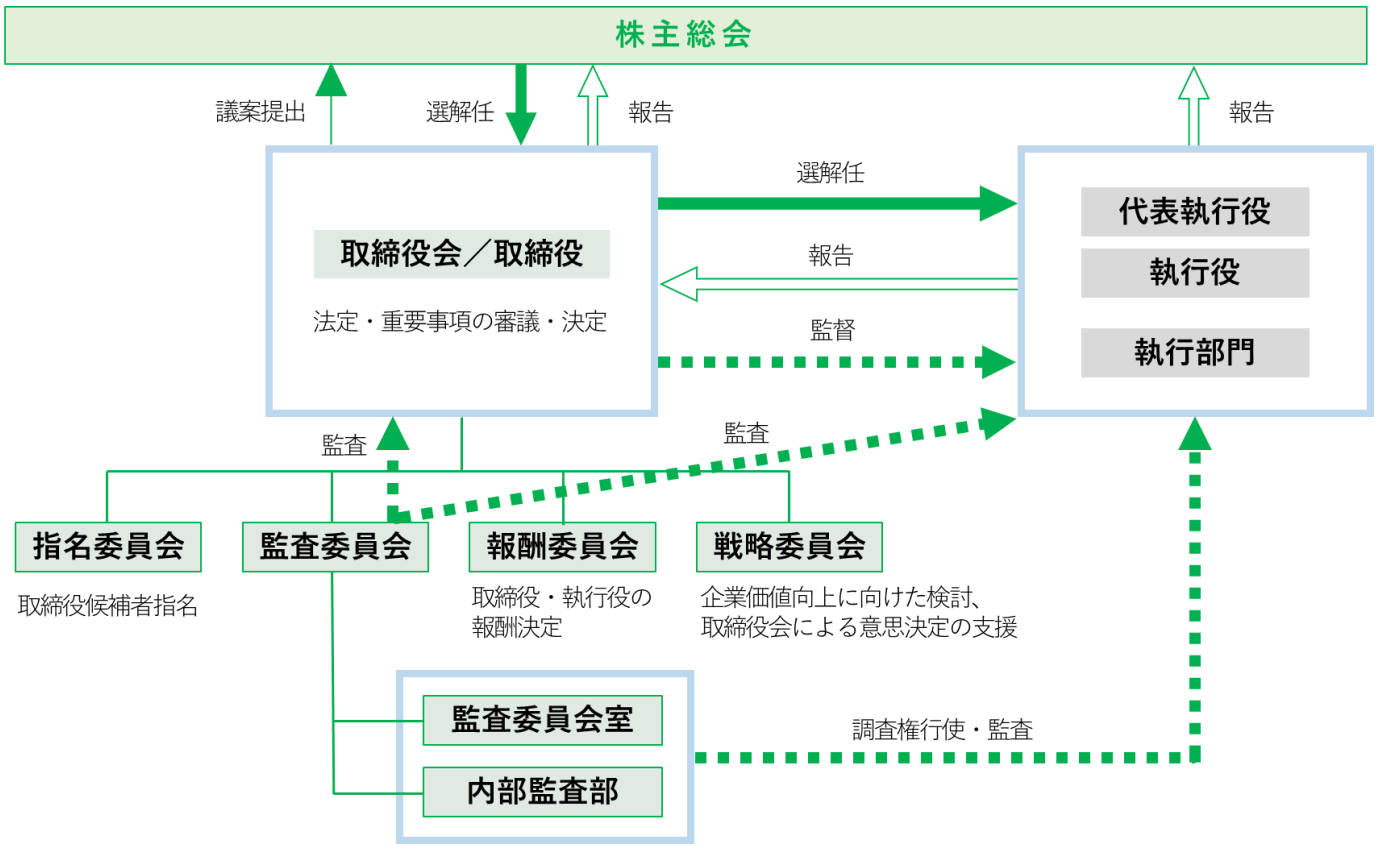 株主総会
議案提出
選解任
報告
報告
選解任
取締役会／取締役
法定・重要事項の審議・決定
報告
監督
代表執行役
執行役
執行部門
監査
監査
指名委員会
取締役候補者指名
監査委員会
報酬委員会
取締役・執行役の
報酬決定
戦略委員会
企業価値向上に向けた検討、
取締役会による意思決定の支援
監査委員会室
内部監査部
調査権行使・監査